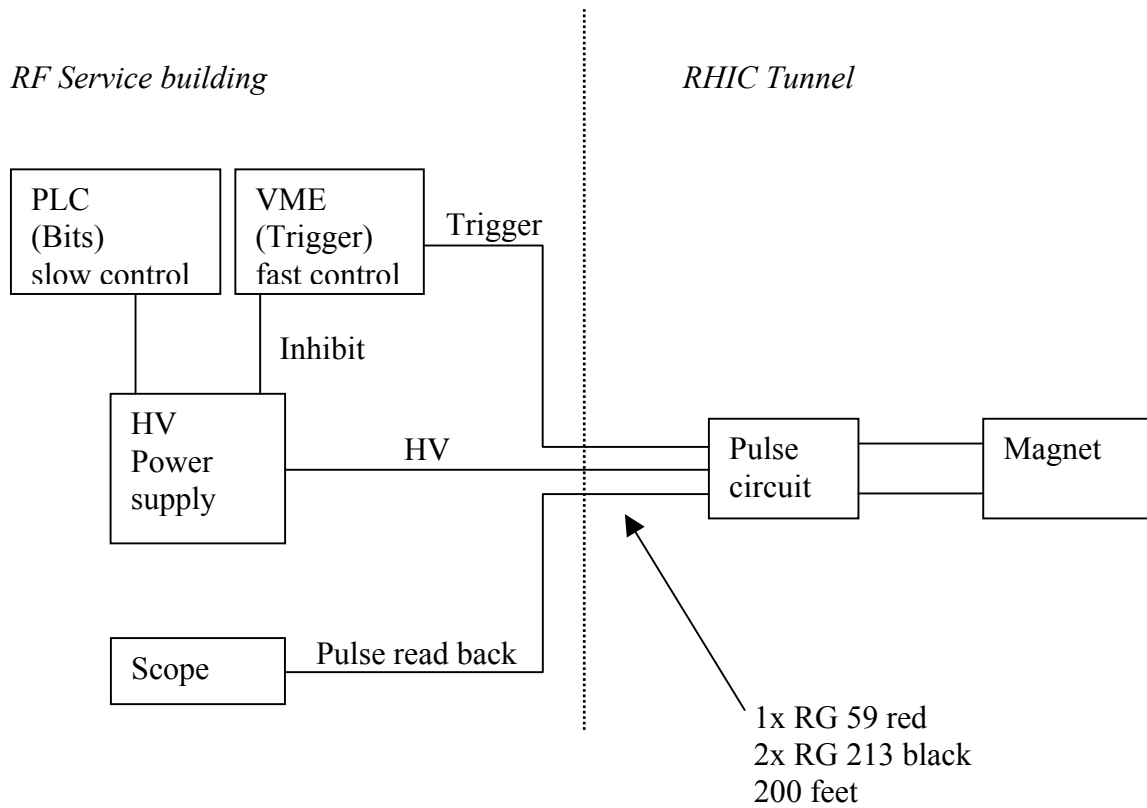 RF Service building
RHIC Tunnel
PLC
(Bits)
slow control
VME
(Trigger)
fast control
Trigger
Inhibit
HV
Power
supply
HV
Pulse
circuit
Magnet
Scope
Pulse read back
1x RG 59 red
2x RG 213 black
200 feet